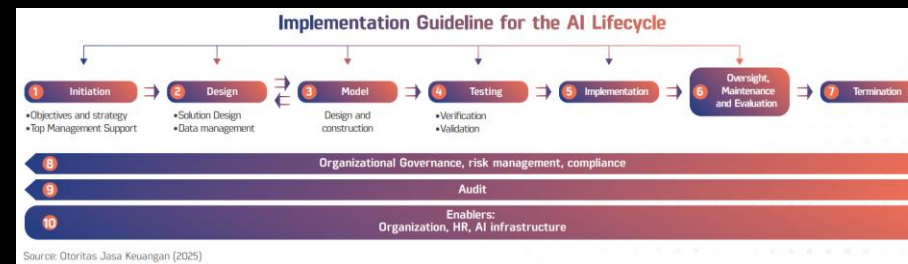 Implementation Guideline for the AI Lifecycle
1 Initiation
•Objectives and strategy
•Top Management Support
2 Design
•Solution Design
•Data management
3 Model
Design and
construction
4 Testing
•Verification
•Validation
5 Implementation
6 Oversight,
Maintenance
and Evaluation
7 Termination
8 Organizational Governance, risk management, compliance
9 Audit
10 Enablers:
Organization, HR, AI infrastructure
Source: Otoritas Jasa Keuangan (2025)